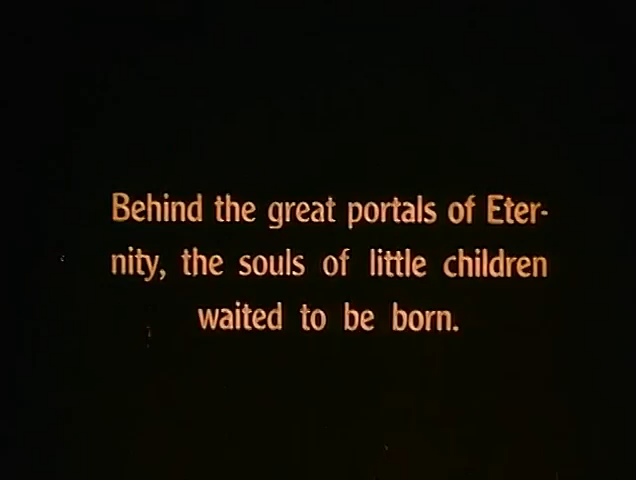 Behind the great portals of Eter-
nity, the souls of little children
waited to be born.